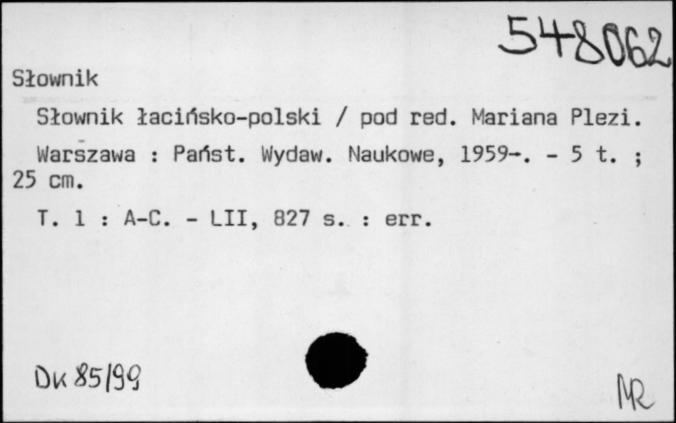 548062
Słownik
Słownik łacińsko-polski / pod red. Mariana Plezi.
Warszawa : Państ. Wydaw. Naukowe, 1959-. - 5 t. ;
25 cm.
T. 1 : A-C. - LII, 827 s. : err.
Dk 85/99
MR